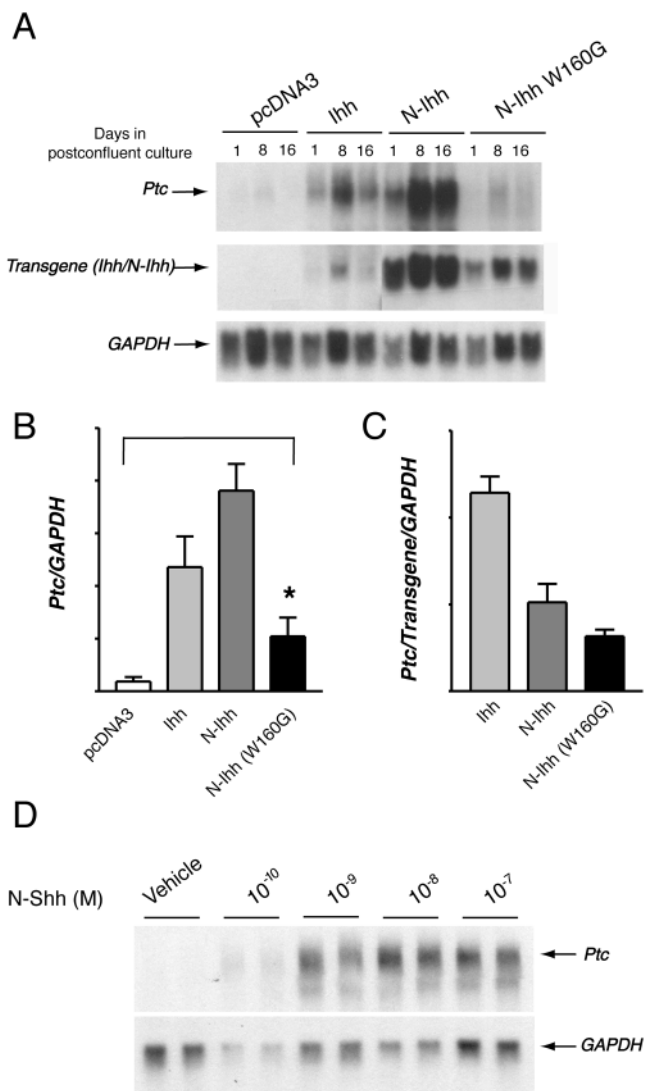 A
pcDNA3
Ihh
N-Ihh
N-Ihh W160G
Days in
postconfluent culture
1 8 16 1 8 16 1 8 16 1 8 16
Ptc
Transgene (Ihh/N-Ihh)
GAPDH
B
Ptc/GAPDH
*
pcDNA3
Ihh
N-Ihh
N-Ihh (W160G)
C
Ptc/Transgene/GAPDH
Ihh
N-Ihh
N-Ihh (W160G)
D
N-Shh (M)
Vehicle
10-10
10-9
10-8
10-7
Ptc
GAPDH